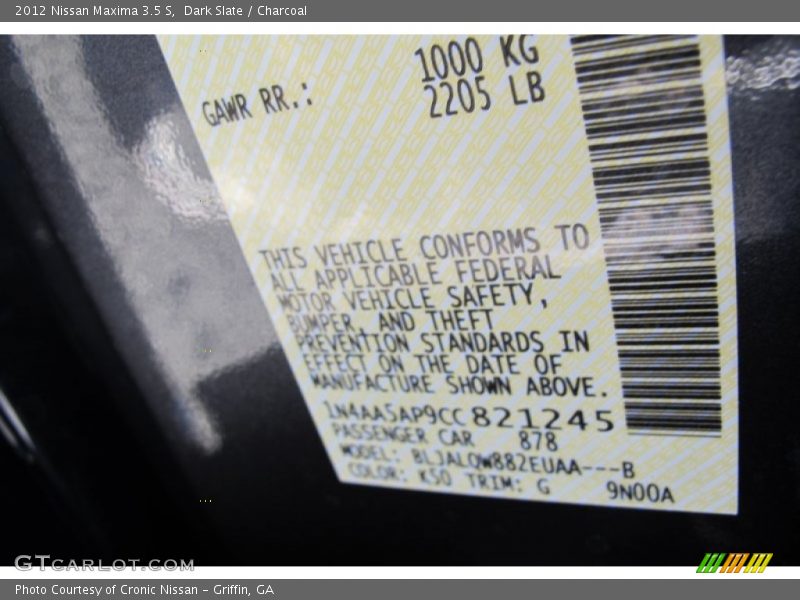 2012 Nissan Maxima 3.5 S,  Dark Slate / Charcoal
1000 KG
GAWR RR.: 2205 LB
THIS VEHICLE CONFORMS TO
ALL APPLICABLE FEDERAL
MOTOR VEHICLE SAFETY,
BUMPER, AND THEFT
PREVENTION STANDARDS IN
EFFECT ON THE DATE OF
MANUFACTURE SHOWN ABOVE.
1N4AA5AP9CC821245
PASSENGER CAR 878
MODEL: BLJALQW882EUAA---B
COLOR: K50 TRIM: G 9N00A
GTCARLOT.COM
Photo Courtesy of Cronic Nissan - Griffin, GA